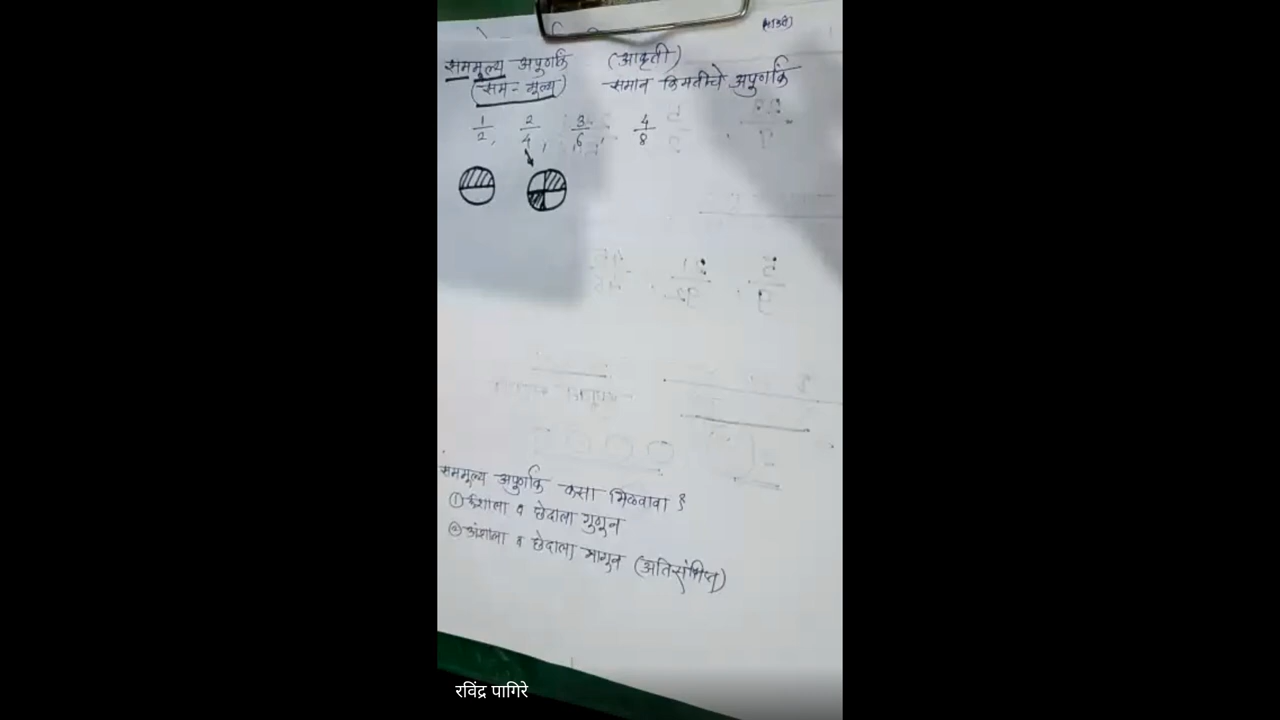 सममूल्य अपूर्णांक (आकृती)
(सम - मूल्य) समान किमतीचे अपूर्णांक
1/2, 2/4, 3/6, 4/8
सममूल्य अपूर्णांक कसा मिळवावा ?
① अंशाला व छेदाला गुणून
② अंशाला व छेदाला भागून (अतिसंक्षिप्त)
रविंद्र पागिरे